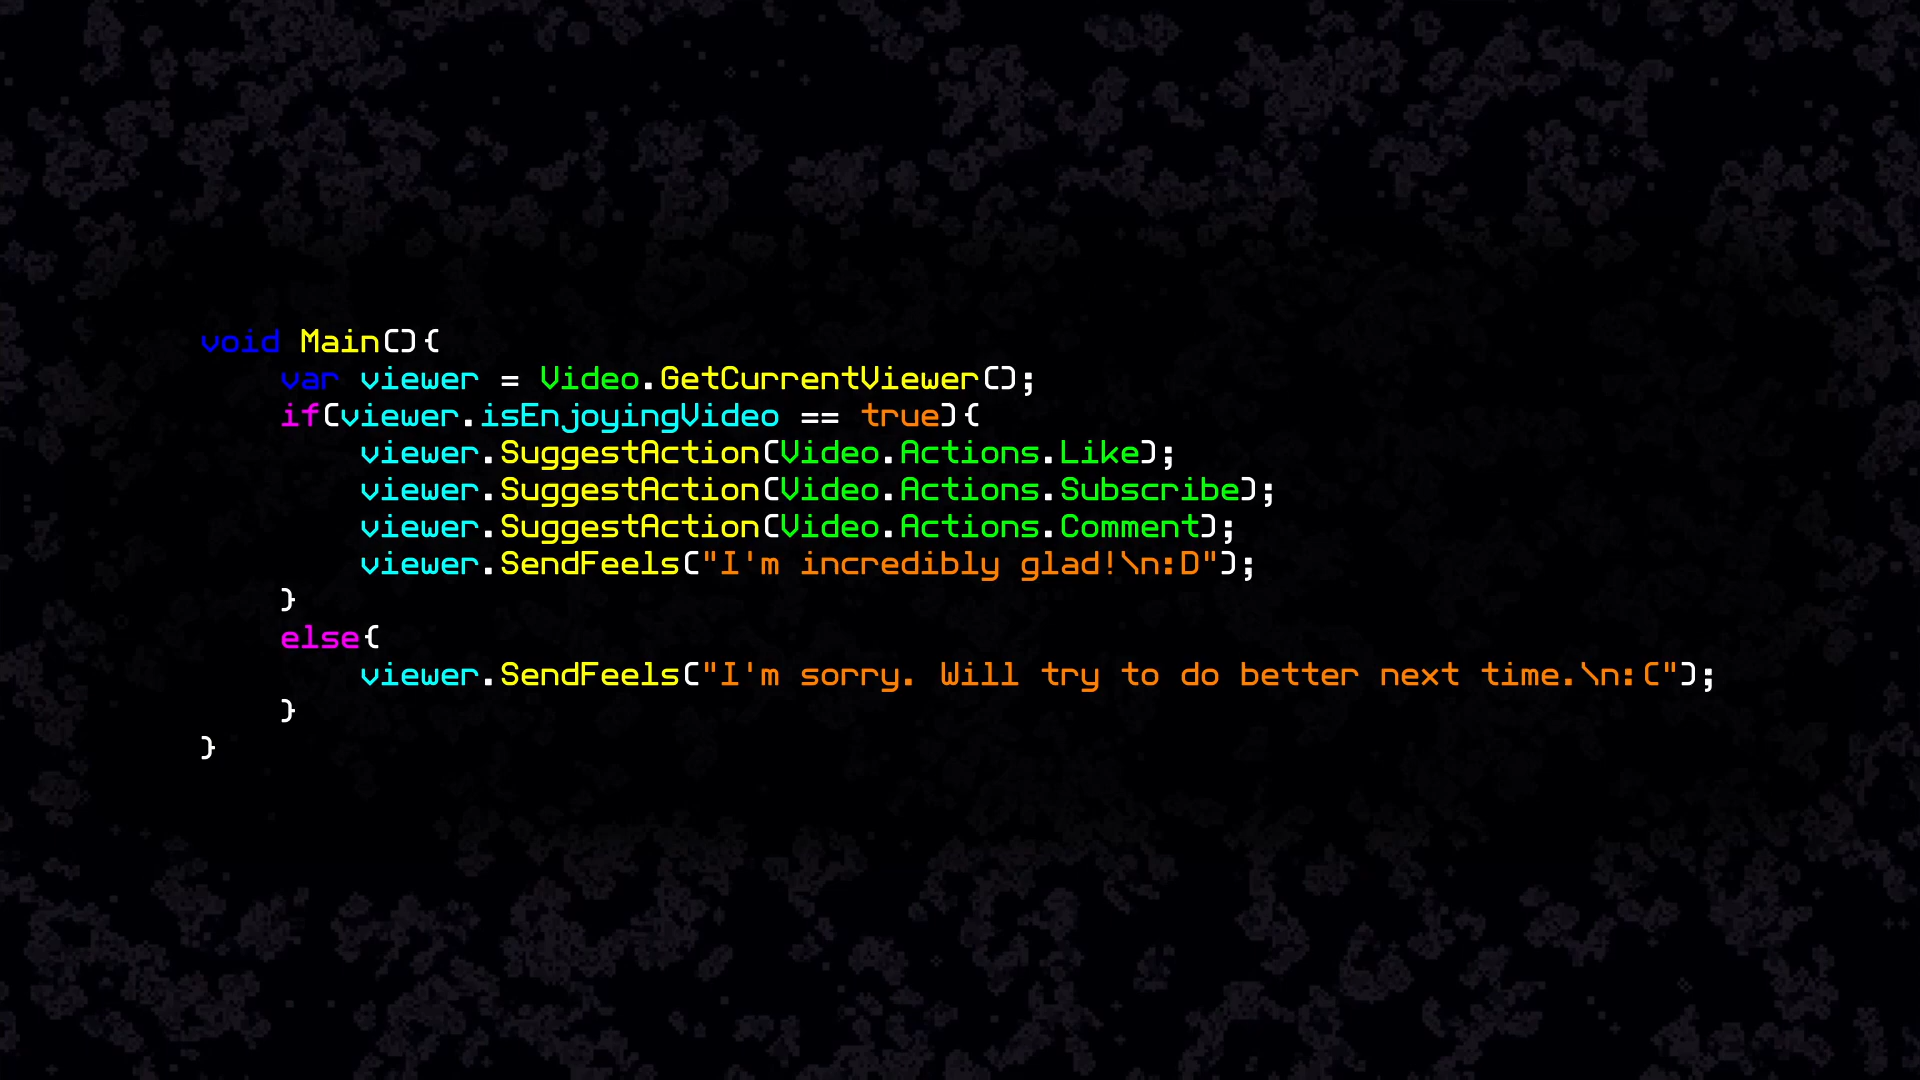 void Main(){
var viewer = Video.GetCurrentViewer();
if(viewer.isEnjoyingVideo == true){
viewer.SuggestAction(Video.Actions.Like);
viewer.SuggestAction(Video.Actions.Subscribe);
viewer.SuggestAction(Video.Actions.Comment);
viewer.SendFeels("I'm incredibly glad!\n:D");
}
else{
viewer.SendFeels("I'm sorry. Will try to do better next time.\n:C");
}
}